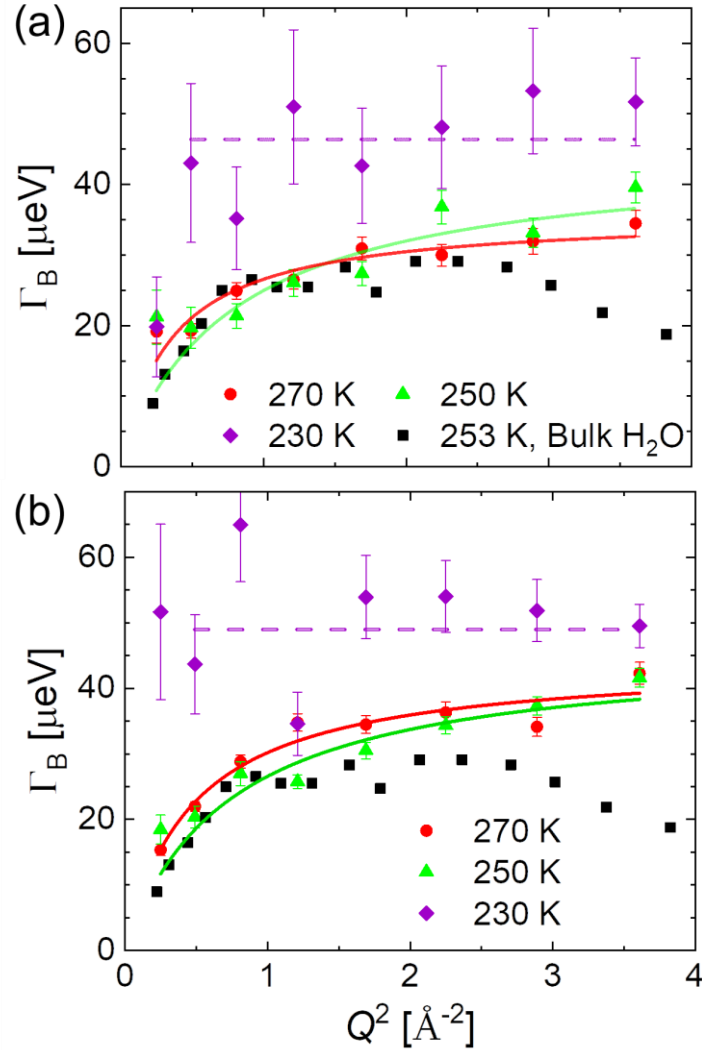 (a)
60
40
20
0
Γ_B [μeV]
270 K
250 K
230 K
253 K, Bulk H₂O
(b)
60
40
20
0
Γ_B [μeV]
270 K
250 K
230 K
0 1 2 3 4
Q² [Å⁻²]